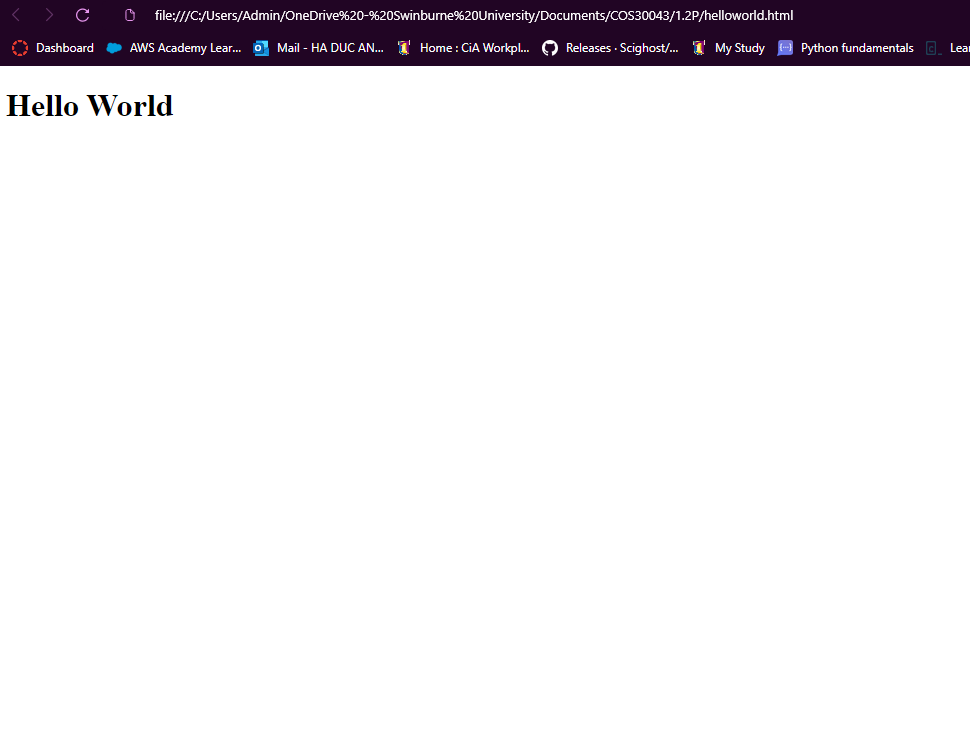 file:///C:/Users/Admin/OneDrive%20-%20Swinburne%20University/Documents/COS30043/1.2P/helloworld.html
Dashboard AWS Academy Lear... Mail - HA DUC AN... Home : CiA Workpl... Releases · Scighost/... My Study Python fundamentals Lear
Hello World